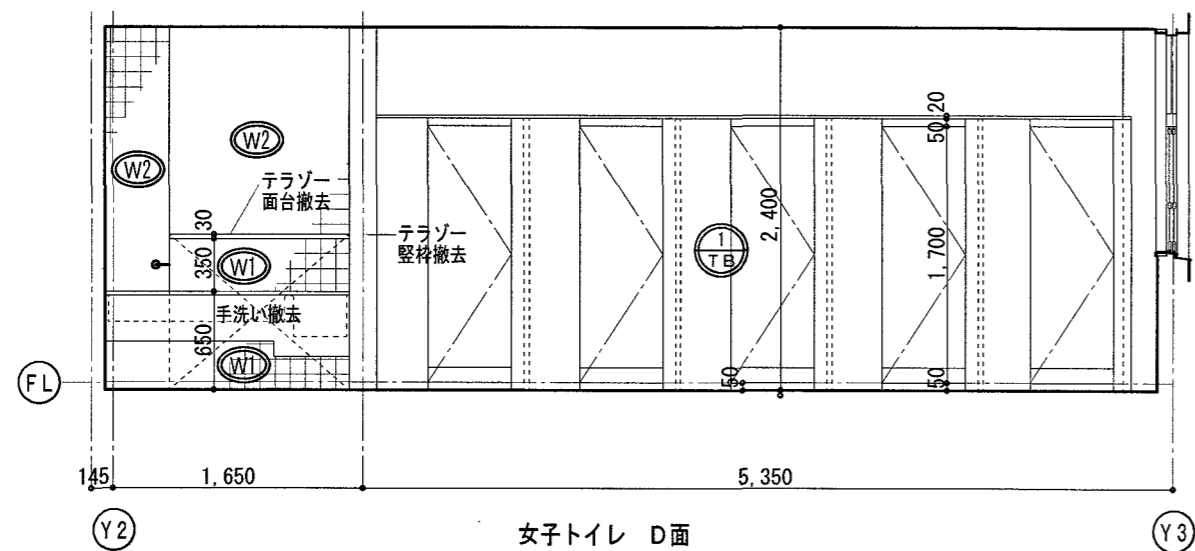 W2
W2
テラゾー
面台撤去
テラゾー
竪枠撤去
30
350
650
W1
手洗い撤去
W1
1
TB
2,400
20
50
1,700
50
50
FL
145
1,650
5,350
Y2
女子トイレ D面
Y3